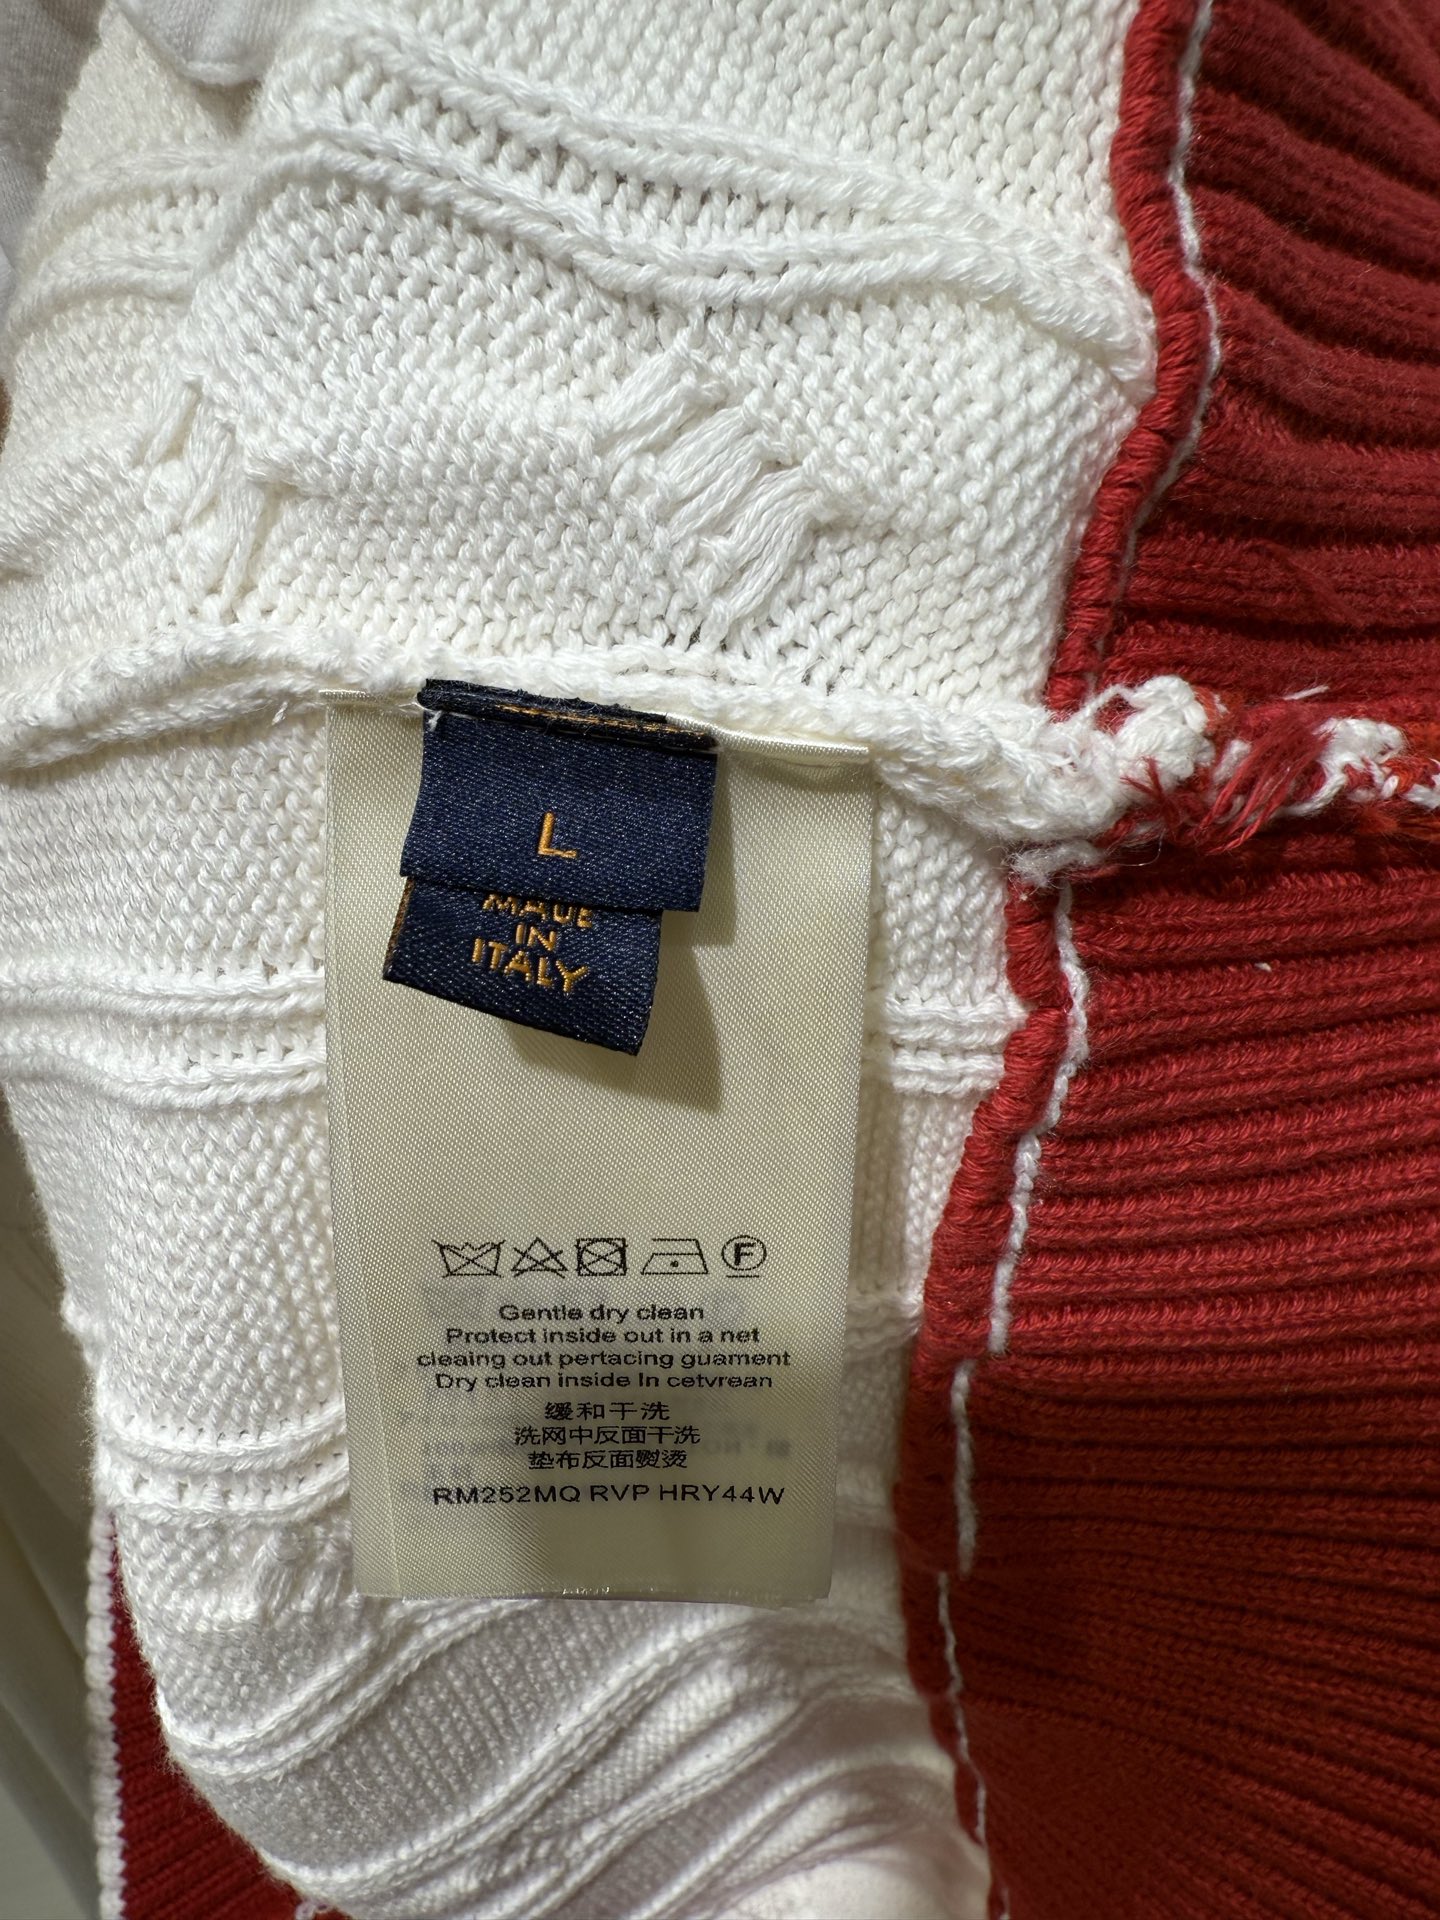 L
MADE
IN
ITALY
F
Gentle dry clean
Protect inside out in a net
cleaing out pertacing guament
Dry clean inside In cetvrean
缓和干洗
洗网中反面干洗
垫布反面熨烫
RM252MQ RVP HRY44W